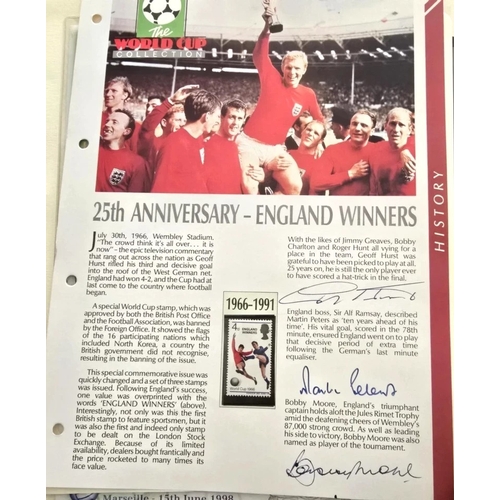 The
WORLD CUP
COLLECTION
25th ANNIVERSARY – ENGLAND WINNERS
July 30th, 1966, Wembley Stadium.
"The crowd think it's all over... it is
now" – the epic television commentary
that rang out across the nation as Geoff
Hurst rifled his third and decisive goal
into the roof of the West German net.
England had won 4-2, and the Cup had at
last come to the country where football
began.
A special World Cup stamp, which was
approved by both the British Post Office
and the Football Association, was banned
by the Foreign Office. It showed the flags
of the 16 participating nations which
included North Korea, a country the
British government did not recognise,
resulting in the banning of the issue.
This special commemorative issue was
quickly changed and a set of three stamps
was issued. Following England's success,
one value was overprinted with the
words 'ENGLAND WINNERS' (above).
Interestingly, not only was this the first
British stamp to feature sportsmen, but it
was also the first and indeed only stamp
to be dealt on the London Stock
Exchange. Because of its limited
availability, dealers bought frantically and
the price rocketed to many times its
face value.
1966-1991
4d
ENGLAND
WINNERS
World Cup 1966
With the likes of Jimmy Greaves, Bobby
Charlton and Roger Hunt all vying for a
place in the team, Geoff Hurst was
grateful to have been picked to play at all.
25 years on, he is still the only player ever
to have scored a hat-trick in the final.
England boss, Sir Alf Ramsay, described
Martin Peters as 'ten years ahead of his
time'. His vital goal, scored in the 78th
minute, ensured England went on to play
that decisive period of extra time
following the German's last minute
equaliser.
Martin Peters
Bobby Moore, England's triumphant
captain holds aloft the Jules Rimet Trophy
amid the deafening cheers of Wembley's
87,000 strong crowd. As well as leading
his side to victory, Bobby Moore was also
named as player of the tournament.
Bobby Moore
HISTORY
Marseille - 15th June 1998